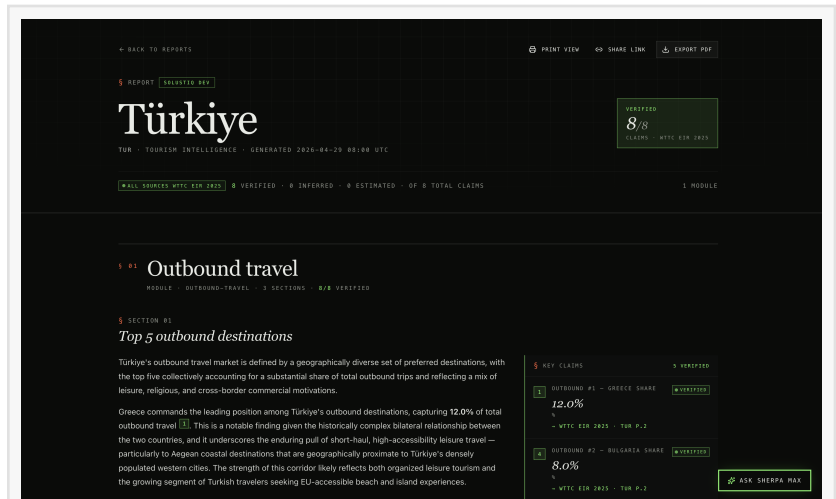 ← BACK TO REPORTS
PRINT VIEW
SHARE LINK
EXPORT PDF
§ REPORT
SOLUSTIQ DEV
Türkiye
TUR · TOURISM INTELLIGENCE · GENERATED 2026-04-29 08:00 UTC
VERIFIED
8/8
CLAIMS · WTTC EIR 2025
ALL SOURCES WTTC EIR 2025
8 VERIFIED · 0 INFERRED · 0 ESTIMATED · OF 8 TOTAL CLAIMS
1 MODULE
§ 01
Outbound travel
MODULE · OUTBOUND-TRAVEL · 3 SECTIONS · 8/8 VERIFIED
§ SECTION 01
Top 5 outbound destinations
Türkiye's outbound travel market is defined by a geographically diverse set of preferred destinations, with
the top five collectively accounting for a substantial share of total outbound trips and reflecting a mix of
leisure, religious, and cross-border commercial motivations.
Greece commands the leading position among Türkiye's outbound destinations, capturing 12.0% of total
outbound travel 1. This is a notable finding given the historically complex bilateral relationship between
the two countries, and it underscores the enduring pull of short-haul, high-accessibility leisure travel —
particularly to Aegean coastal destinations that are geographically proximate to Türkiye's densely
populated western cities. The strength of this corridor likely reflects both organized leisure tourism and
the growing segment of Turkish travelers seeking EU-accessible beach and island experiences.
§ KEY CLAIMS
5 VERIFIED
1
OUTBOUND #1 — GREECE SHARE
VERIFIED
12.0%
%
→ WTTC EIR 2025 · TUR P.2
4
OUTBOUND #2 — BULGARIA SHARE
VERIFIED
8.0%
%
→ WTTC EIR 2025 · TUR P.2
ASK SHERPA MAX